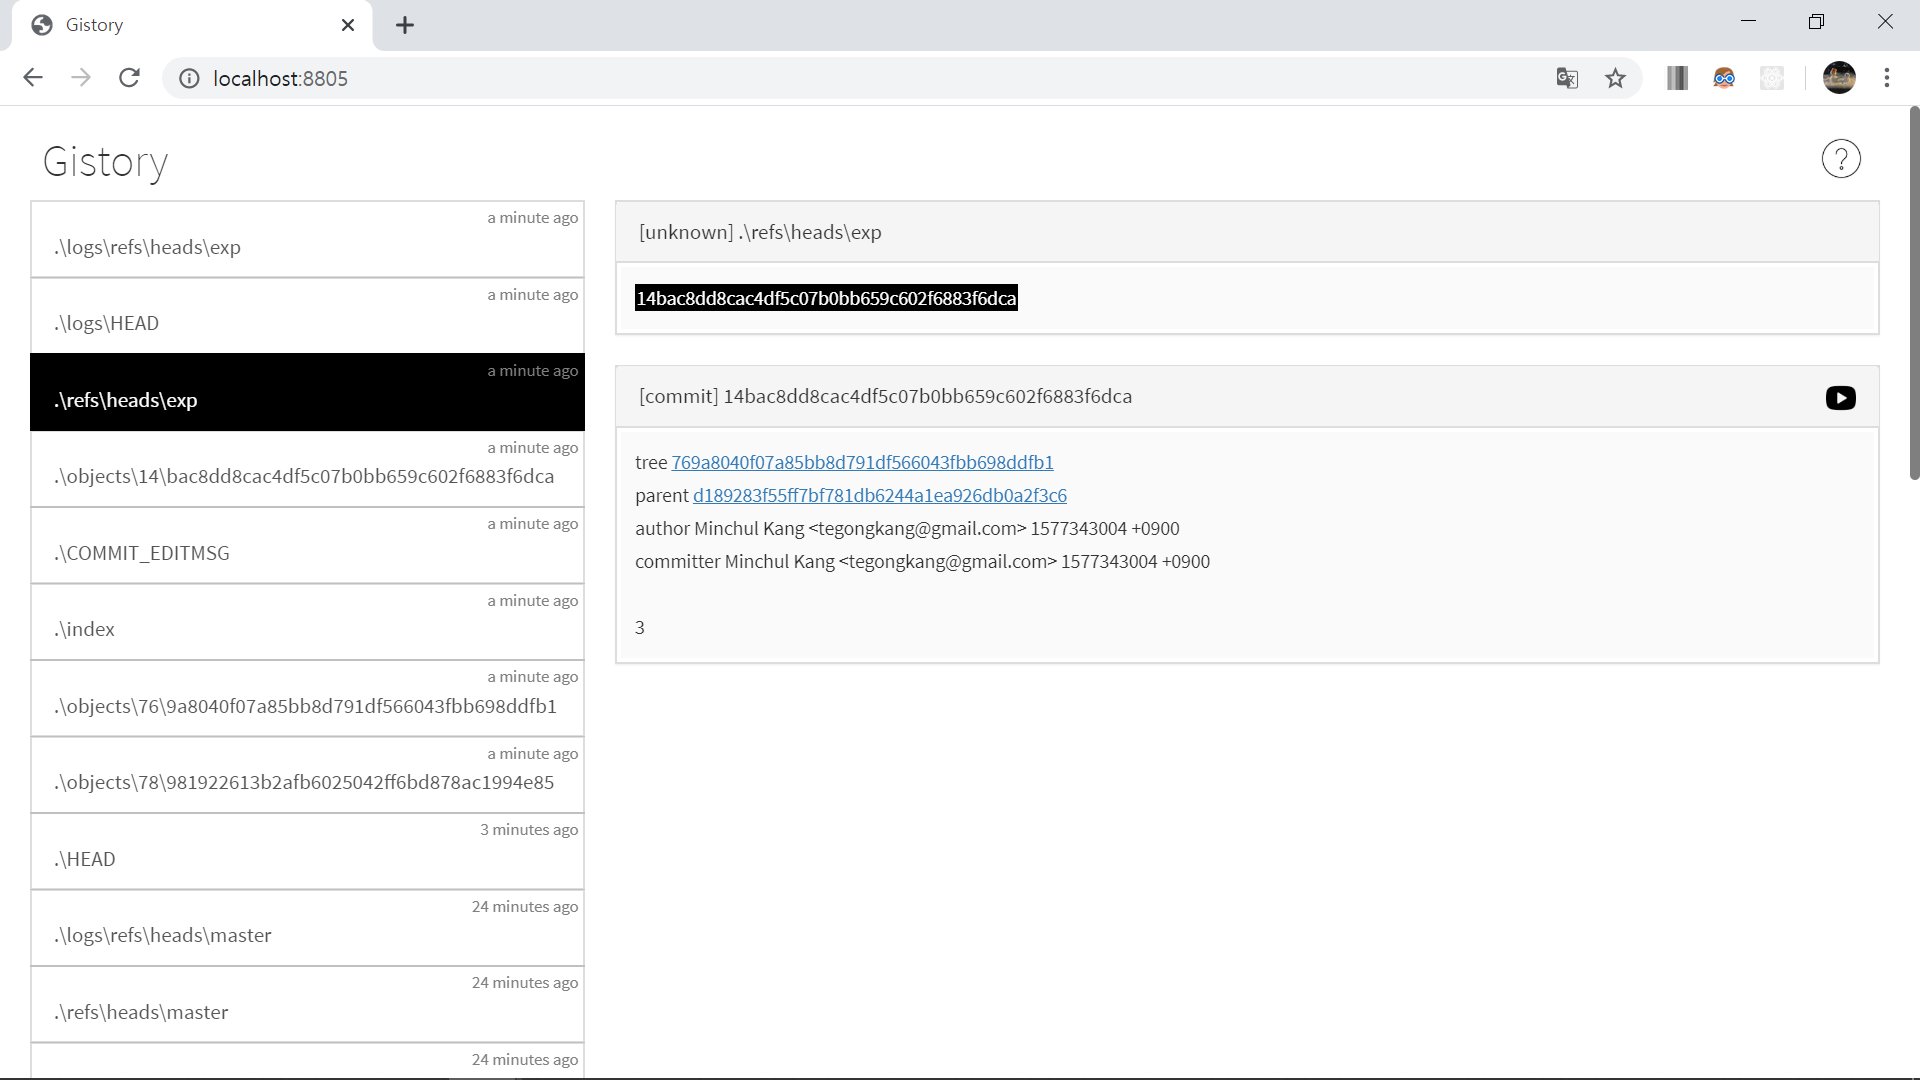 Gistory
localhost:8805
Gistory
?
a minute ago
.\logs\refs\heads\exp
a minute ago
.\logs\HEAD
a minute ago
.\refs\heads\exp
a minute ago
.\objects\14\bac8dd8cac4df5c07b0bb659c602f6883f6dca
a minute ago
.\COMMIT_EDITMSG
a minute ago
.\index
a minute ago
.\objects\76\9a8040f07a85bb8d791df566043fbb698ddfb1
a minute ago
.\objects\78\981922613b2afb6025042ff6bd878ac1994e85
3 minutes ago
.\HEAD
24 minutes ago
.\logs\refs\heads\master
24 minutes ago
.\refs\heads\master
24 minutes ago
[unknown] .\refs\heads\exp
14bac8dd8cac4df5c07b0bb659c602f6883f6dca
[commit] 14bac8dd8cac4df5c07b0bb659c602f6883f6dca
tree 769a8040f07a85bb8d791df566043fbb698ddfb1
parent d189283f55ff7bf781db6244a1ea926db0a2f3c6
author Minchul Kang <tegongkang@gmail.com> 1577343004 +0900
committer Minchul Kang <tegongkang@gmail.com> 1577343004 +0900
3